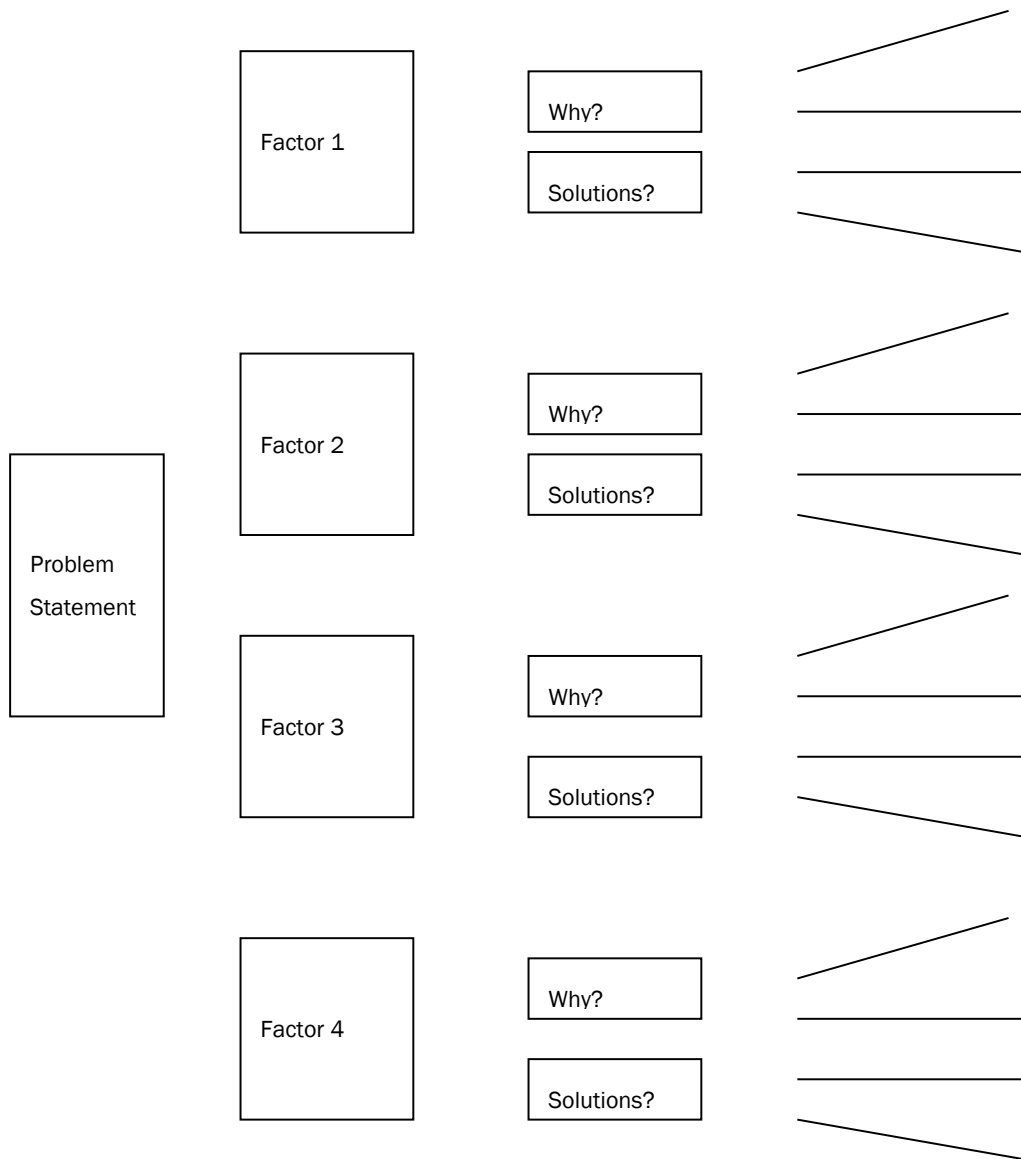 Factor 1
Why?
Solutions?
Factor 2
Why?
Solutions?
Problem
Statement
Factor 3
Why?
Solutions?
Factor 4
Why?
Solutions?